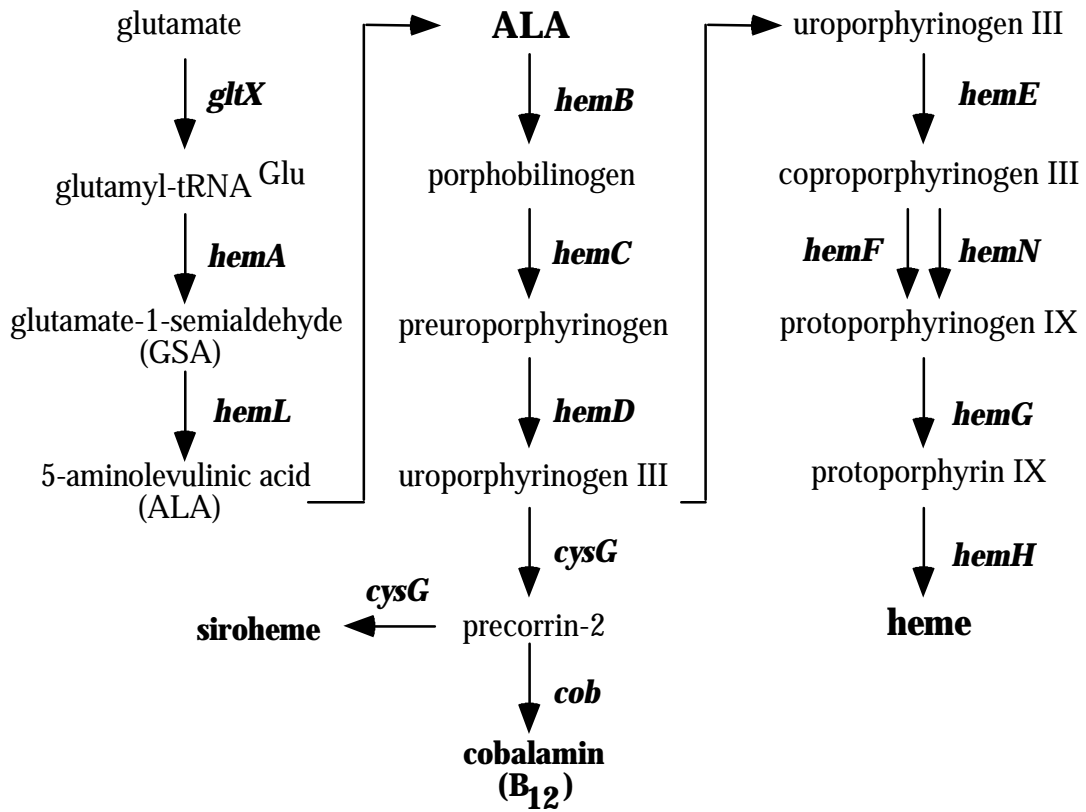 glutamate
gltX
glutamyl-tRNA Glu
hemA
glutamate-1-semialdehyde
(GSA)
hemL
5-aminolevulinic acid
(ALA)
ALA
hemB
porphobilinogen
hemC
preuroporphyrinogen
hemD
uroporphyrinogen III
cysG
cysG
siroheme
precorrin-2
cob
cobalamin
(B12)
uroporphyrinogen III
hemE
coproporphyrinogen III
hemF
hemN
protoporphyrinogen IX
hemG
protoporphyrin IX
hemH
heme